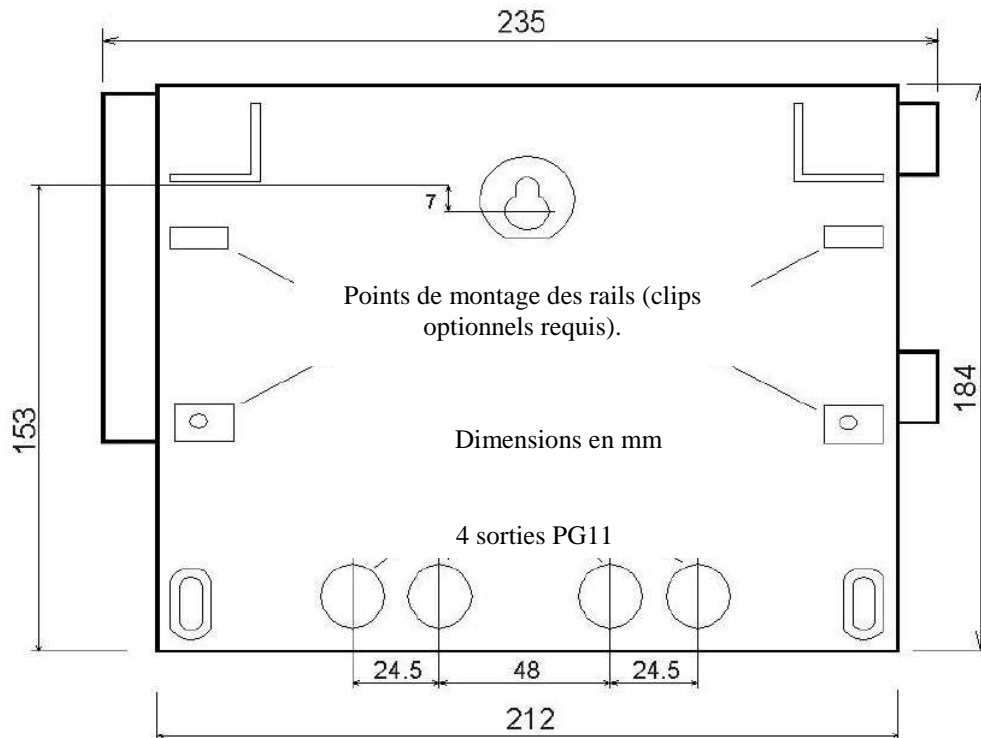 235
7
Points de montage des rails (clips
optionnels requis).
153
184
Dimensions en mm
4 sorties PG11
24.5
48
24.5
212